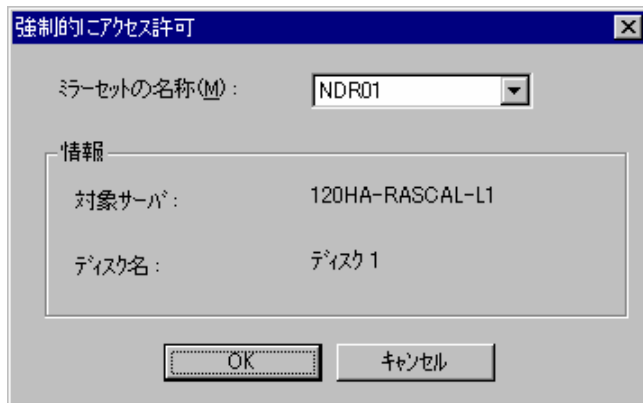 強制的にｱｸｾｽ許可
ﾐﾗｰｾｯﾄの名称(M)：
NDR01
情報
対象ｻｰﾊﾞ：
120HA-RASCAL-L1
ﾃﾞｨｽｸ名：
ﾃﾞｨｽｸ 1
OK
ｷｬﾝｾﾙ